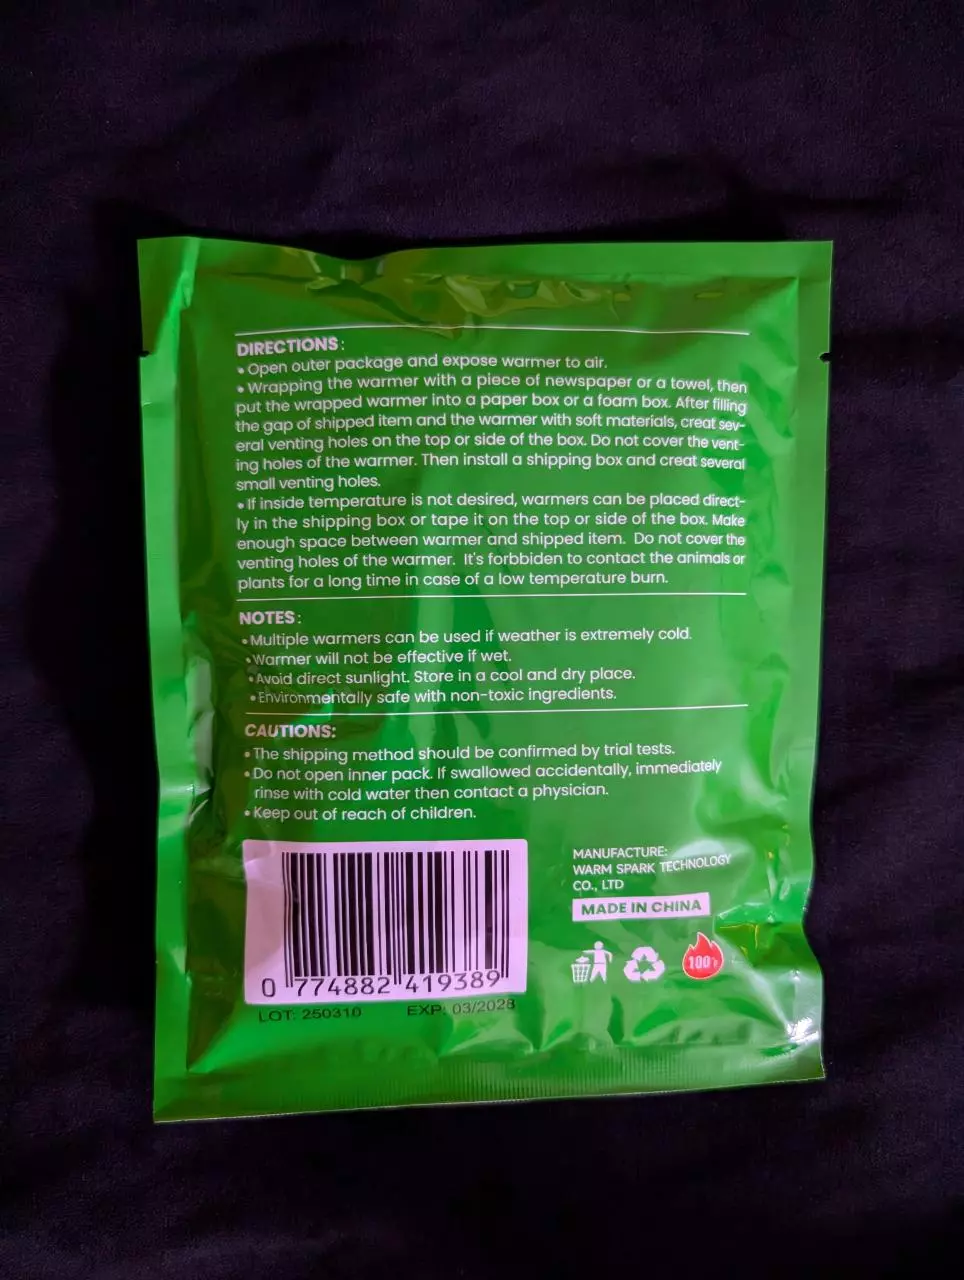 DIRECTIONS:
• Open outer package and expose warmer to air.
• Wrapping the warmer with a piece of newspaper or a towel, then
put the wrapped warmer into a paper box or a foam box. After filling
the gap of shipped item and the warmer with soft materials, creat sev-
eral venting holes on the top or side of the box. Do not cover the vent-
ing holes of the warmer. Then install a shipping box and creat several
small venting holes.
• If inside temperature is not desired, warmers can be placed direct-
ly in the shipping box or tape it on the top or side of the box. Make
enough space between warmer and shipped item. Do not cover the
venting holes of the warmer. It's forbbiden to contact the animals or
plants for a long time in case of a low temperature burn.
NOTES:
• Multiple warmers can be used if weather is extremely cold.
• Warmer will not be effective if wet.
• Avoid direct sunlight. Store in a cool and dry place.
• Environmentally safe with non-toxic ingredients.
CAUTIONS:
• The shipping method should be confirmed by trial tests.
• Do not open inner pack. If swallowed accidentally, immediately
rinse with cold water then contact a physician.
• Keep out of reach of children.
0 774882 419389
LOT: 250310 EXP: 03/2028
MANUFACTURE:
WARM SPARK TECHNOLOGY
CO., LTD
MADE IN CHINA
100°F